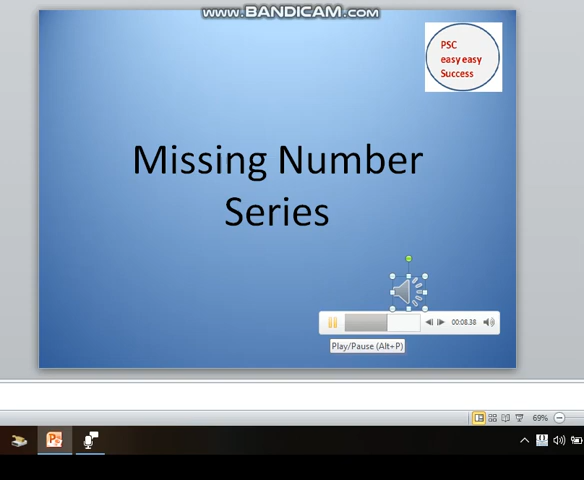 www.BANDICAM.com
PSC
easy easy
Success
Missing Number
Series
00:08.38
Play/Pause (Alt+P)
69%